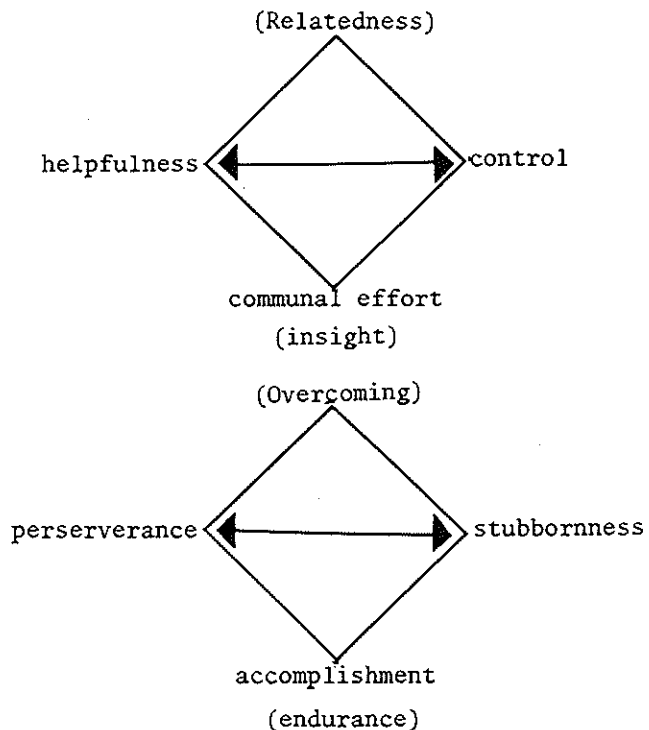 (Relatedness)
helpfulness control
communal effort
(insight)
(Overcoming)
perserverance stubbornness
accomplishment
(endurance)